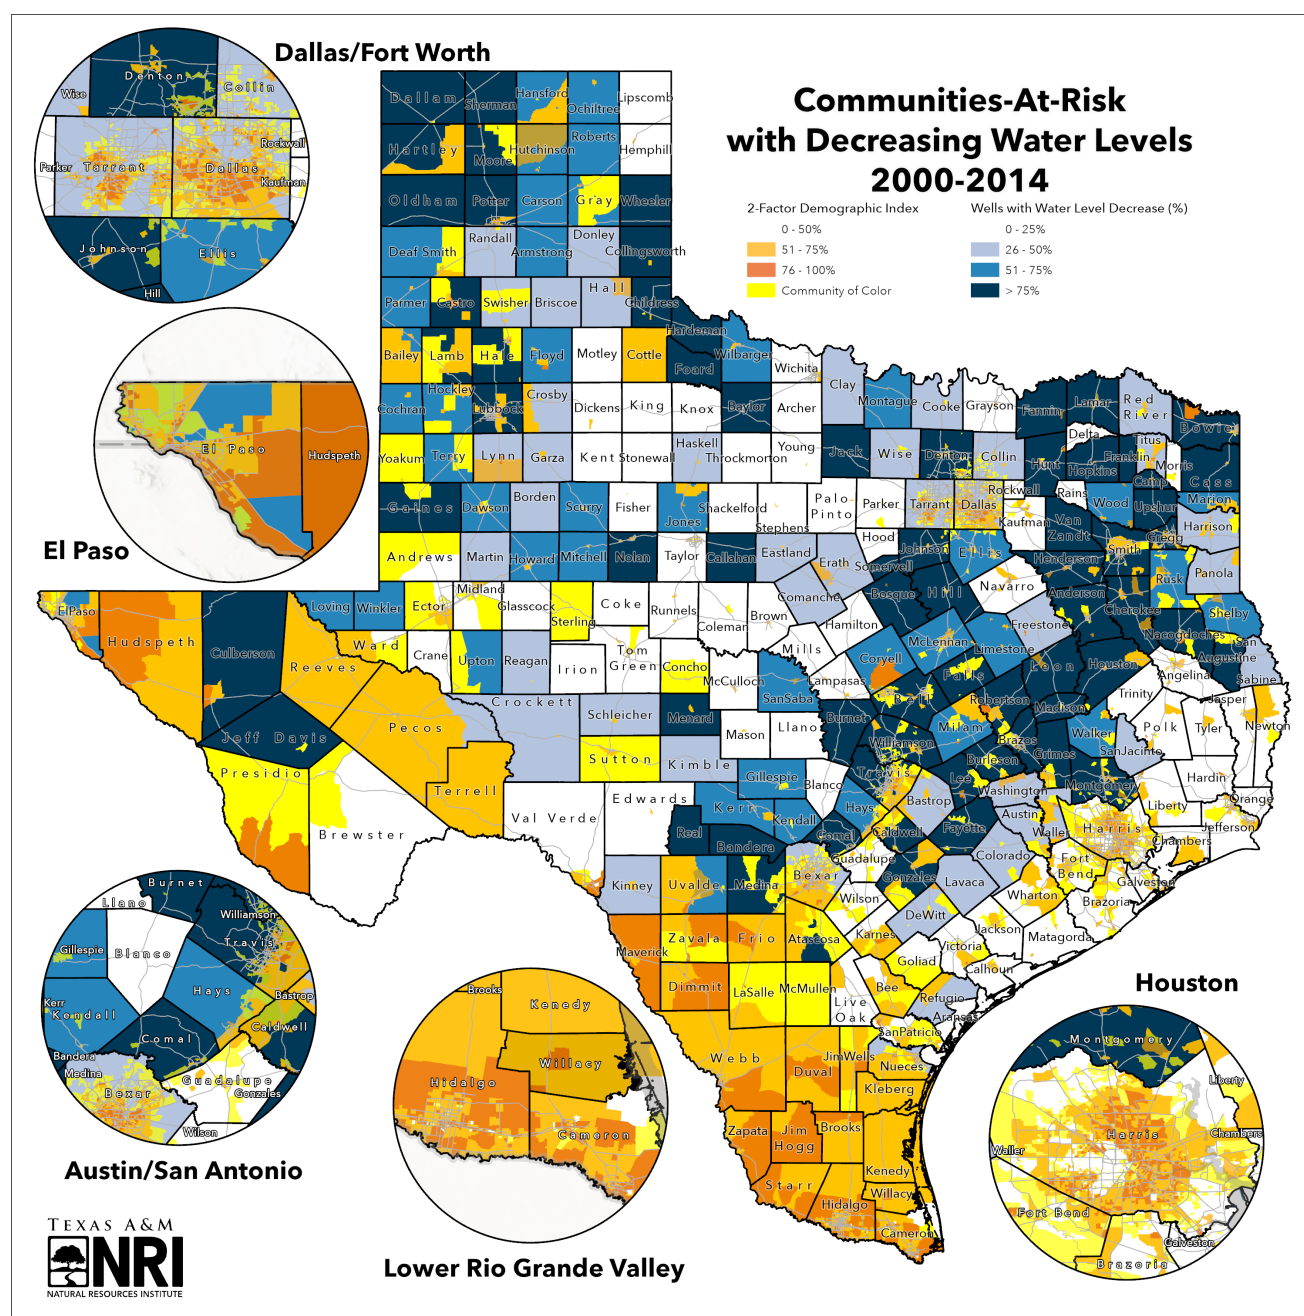 Dallas/Fort Worth
Communities-At-Risk
with Decreasing Water Levels
2000-2014
2-Factor Demographic Index
0 - 50%
51 - 75%
76 - 100%
Community of Color
Wells with Water Level Decrease (%)
0 - 25%
26 - 50%
51 - 75%
> 75%
Denton
Collin
Wise
Rockwall
Parker
Tarrant
Dallas
Kaufman
Johnson
Ellis
Hill
El Paso
Hudspeth
El Paso
Dallam
Sherman
Hansford
Ochiltree
Lipscomb
Hartley
Moore
Hutchinson
Roberts
Hemphill
Oldham
Potter
Carson
Gray
Wheeler
Deaf Smith
Randall
Armstrong
Donley
Collingsworth
Parmer
Castro
Swisher
Briscoe
Hall
Childress
Hardeman
Bailey
Lamb
Hale
Floyd
Motley
Cottle
Foard
Wilbarger
Wichita
Clay
Montague
Cooke
Grayson
Fannin
Lamar
Red
River
Bowie
Cochran
Hockley
Lubbock
Crosby
Dickens
King
Knox
Baylor
Archer
Delta
Titus
Franklin
Morris
Cass
Yoakum
Terry
Lynn
Garza
Kent
Stonewall
Haskell
Throckmorton
Young
Jack
Wise
Denton
Collin
Hunt
Hopkins
Camp
Gaines
Dawson
Borden
Scurry
Fisher
Jones
Shackelford
Stephens
Palo
Pinto
Parker
Tarrant
Dallas
Rockwall
Kaufman
Rains
Van
Zandt
Wood
Upshur
Marion
Harrison
Gregg
Smith
Andrews
Martin
Howard
Mitchell
Nolan
Taylor
Callahan
Eastland
Erath
Hood
Somervell
Johnson
Ellis
Henderson
Navarro
Rusk
Panola
Shelby
ElPaso
Hudspeth
Culberson
Loving
Winkler
Ector
Midland
Glasscock
Sterling
Coke
Runnels
Coleman
Brown
Comanche
Bosque
Hill
Hamilton
Freestone
Anderson
Cherokee
Nacogdoches
San
Augustine
Sabine
Reeves
Ward
Crane
Upton
Reagan
Irion
Tom
Green
Concho
McCulloch
Mills
Lampasas
SanSaba
Coryell
McLennan
Limestone
Falls
Leon
Houston
Angelina
Trinity
Jasper
Newton
Jeff Davis
Pecos
Crockett
Schleicher
Menard
Mason
Llano
Burnet
Bell
Robertson
Madison
Walker
Polk
Tyler
SanJacinto
Presidio
Brewster
Terrell
Val Verde
Sutton
Kimble
Gillespie
Blanco
Williamson
Travis
Milam
Brazos
Burleson
Grimes
Montgomery
Hardin
Liberty
Orange
Jefferson
Chambers
Edwards
Kerr
Kendall
Real
Bandera
Hays
Comal
Caldwell
Bastrop
Lee
Washington
Fayette
Austin
Waller
Harris
Fort
Bend
Colorado
Kinney
Uvalde
Medina
Bexar
Guadalupe
Gonzales
Wilson
Lavaca
DeWitt
Wharton
Brazoria
Galveston
Matagorda
Jackson
Maverick
Zavala
Frio
Atascosa
Karnes
Victoria
Goliad
Calhoun
Dimmit
LaSalle
McMullen
Live
Oak
Bee
Refugio
Aransas
SanPatricio
Webb
Duval
JimWells
Nueces
Kleberg
Zapata
Jim
Hogg
Brooks
Kenedy
Starr
Hidalgo
Willacy
Cameron
Burnet
Llano
Williamson
Travis
Gillespie
Blanco
Hays
Bastrop
Kerr
Kendall
Comal
Caldwell
Bandera
Medina
Bexar
Guadalupe
Gonzales
Wilson
Austin/San Antonio
Brooks
Kenedy
Willacy
Hidalgo
Cameron
Lower Rio Grande Valley
Houston
Montgomery
Liberty
Harris
Chambers
Waller
Fort Bend
Galveston
Brazoria
TEXAS A&M
NRI
NATURAL RESOURCES INSTITUTE